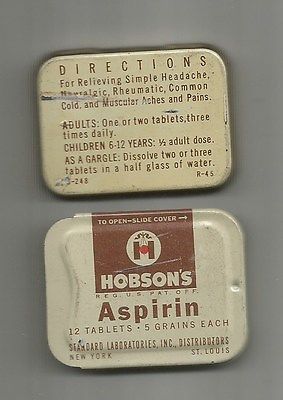 DIRECTIONS
For Relieving Simple Headache,
Neuralgic, Rheumatic, Common
Cold, and Muscular Aches and Pains.
ADULTS: One or two tablets, three
times daily.
CHILDREN 6-12 YEARS: ½ adult dose.
AS A GARGLE: Dissolve two or three
tablets in a half glass of water.
-248 R-45
TO OPEN-SLIDE COVER →
H
HOBSON'S
REG. U.S. PAT. OFF.
Aspirin
12 TABLETS • 5 GRAINS EACH
STANDARD LABORATORIES, INC., DISTRIBUTORS
NEW YORK ST. LOUIS